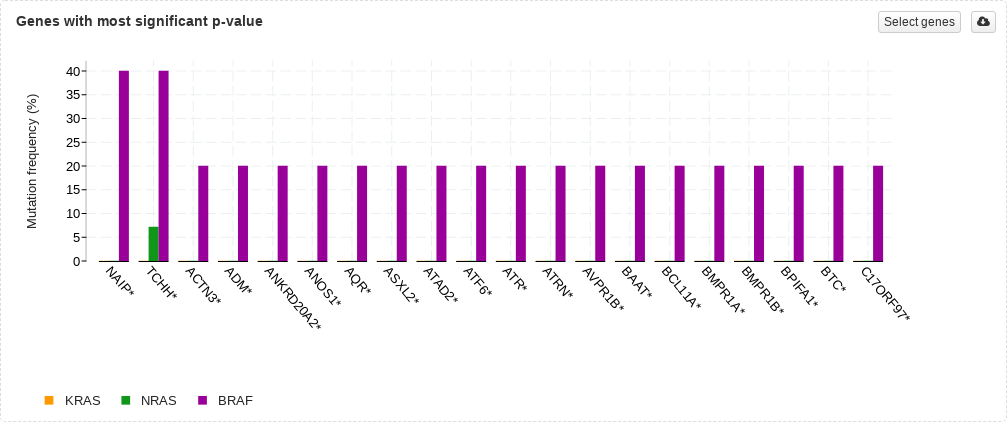 Genes with most significant p-value
Select genes
Mutation frequency (%)
40
35
30
25
20
15
10
5
0
NAIP*
TCHH*
ACTN3*
ADM*
ANKRD20A2*
ANOS1*
AQR*
ASXL2*
ATAD2*
ATF6*
ATR*
ATRN*
AVPR1B*
BAAT*
BCL11A*
BMPR1A*
BMPR1B*
BPIFA1*
BTC*
C17ORF97*
KRAS NRAS BRAF